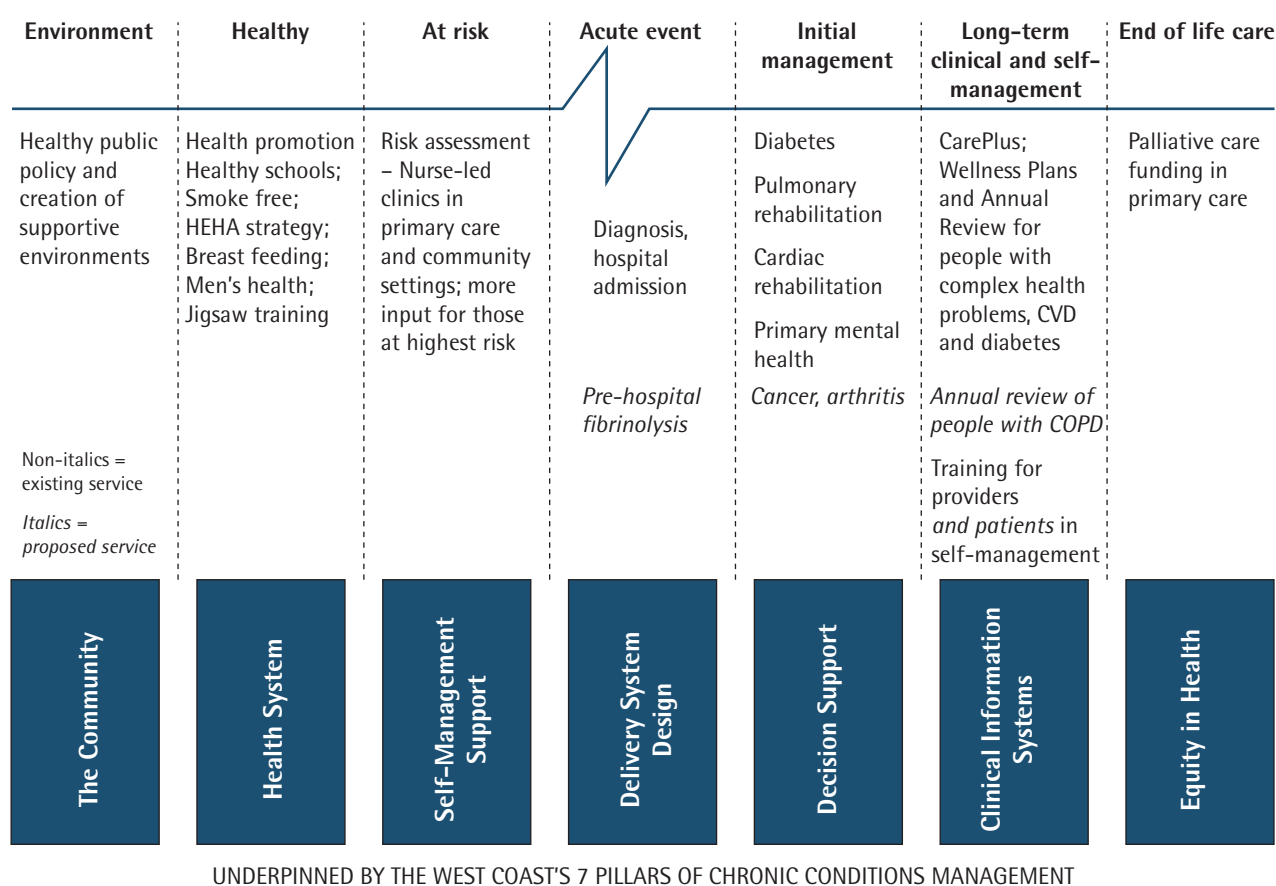 Environment
Healthy
At risk
Acute event
Initial
management
Long-term
clinical and self-
management
End of life care
Healthy public
policy and
creation of
supportive
environments
Health promotion
Healthy schools;
Smoke free;
HEHA strategy;
Breast feeding;
Men's health;
Jigsaw training
Risk assessment
– Nurse-led
clinics in
primary care
and community
settings; more
input for those
at highest risk
Diagnosis,
hospital
admission
Pre-hospital
fibrinolysis
Diabetes
Pulmonary
rehabilitation
Cardiac
rehabilitation
Primary mental
health
Cancer, arthritis
CarePlus;
Wellness Plans
and Annual
Review for
people with
complex health
problems, CVD
and diabetes
Annual review of
people with COPD
Training for
providers
and patients in
self-management
Palliative care
funding in
primary care
Non-italics =
existing service
Italics =
proposed service
The Community
Health System
Self-Management
Support
Delivery System
Design
Decision Support
Clinical Information
Systems
Equity in Health
UNDERPINNED BY THE WEST COAST'S 7 PILLARS OF CHRONIC CONDITIONS MANAGEMENT